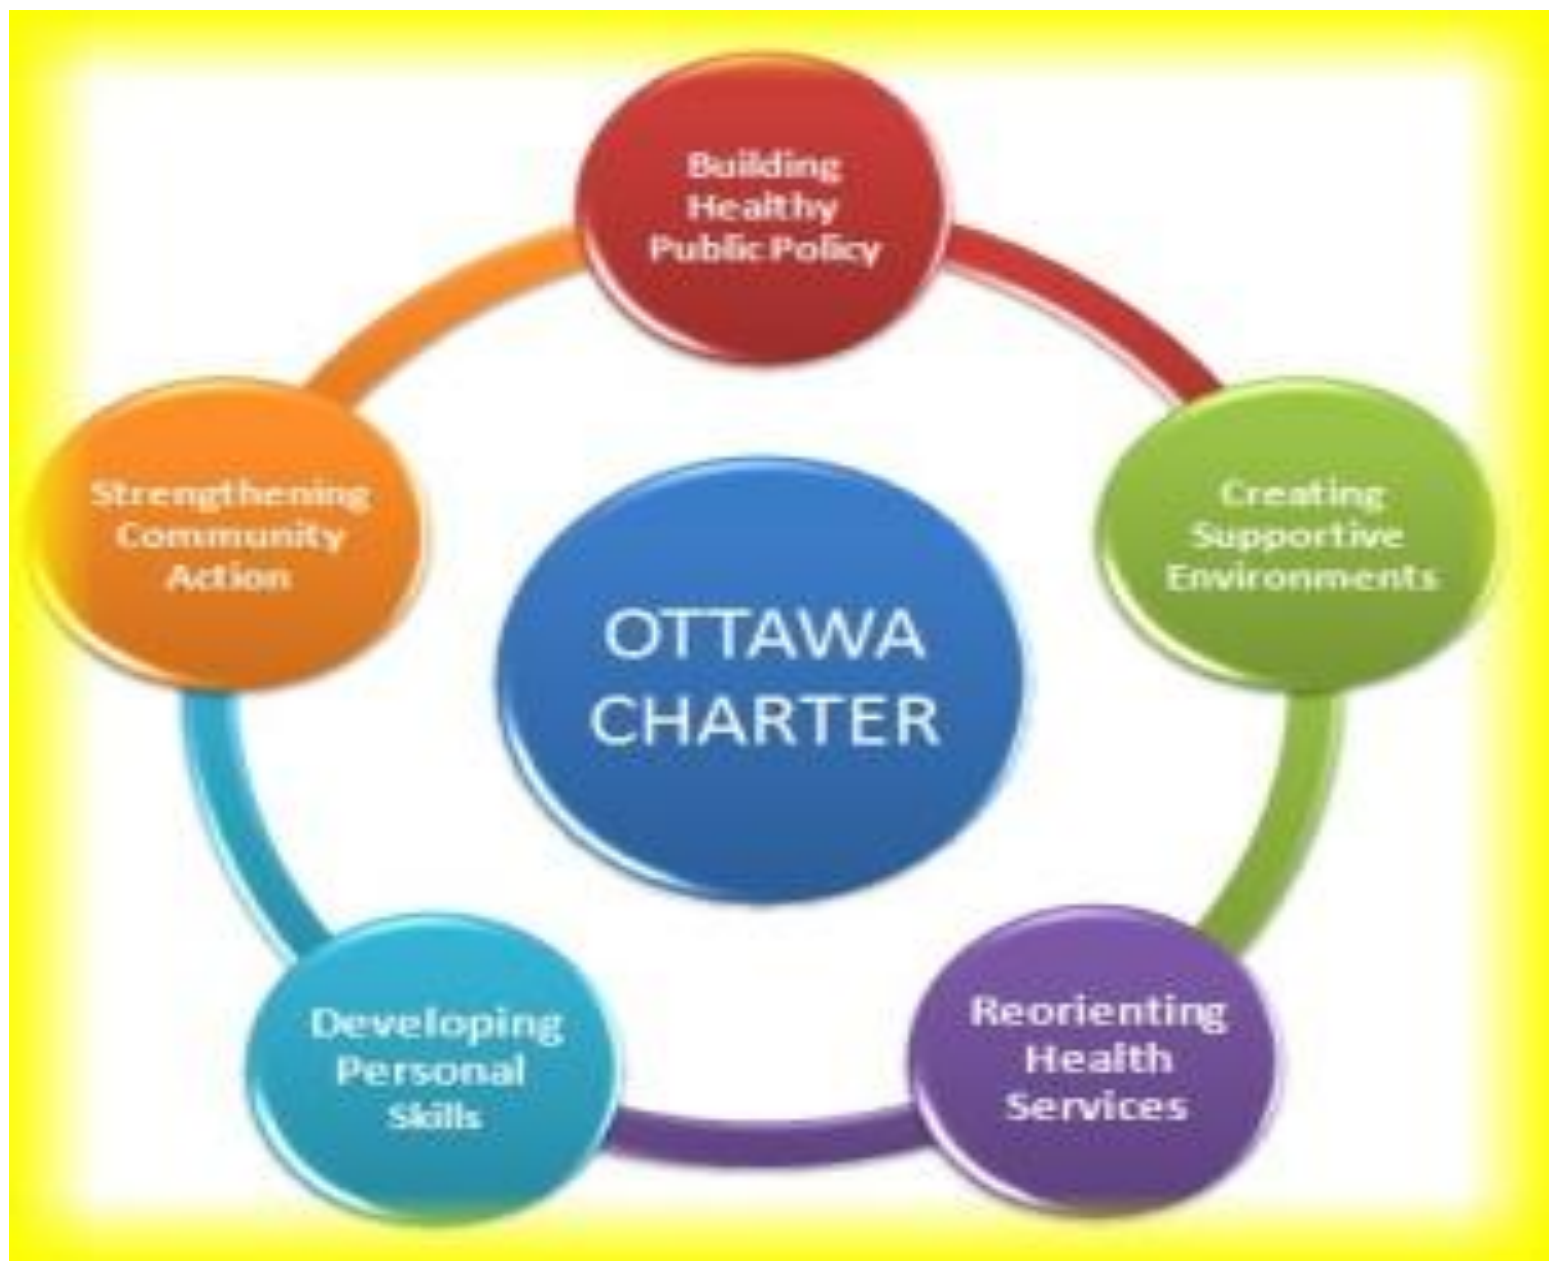 Building
Healthy
Public Policy
Strengthening
Community
Action
Creating
Supportive
Environments
OTTAWA
CHARTER
Developing
Personal
Skills
Reorienting
Health
Services